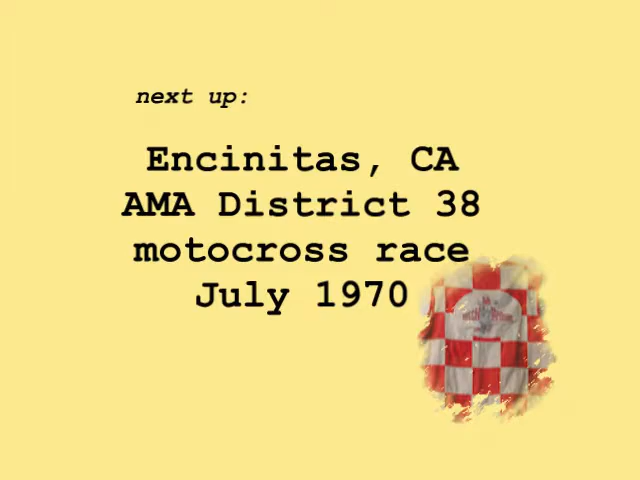 next up:
Encinitas, CA
AMA District 38
motocross race
July 1970